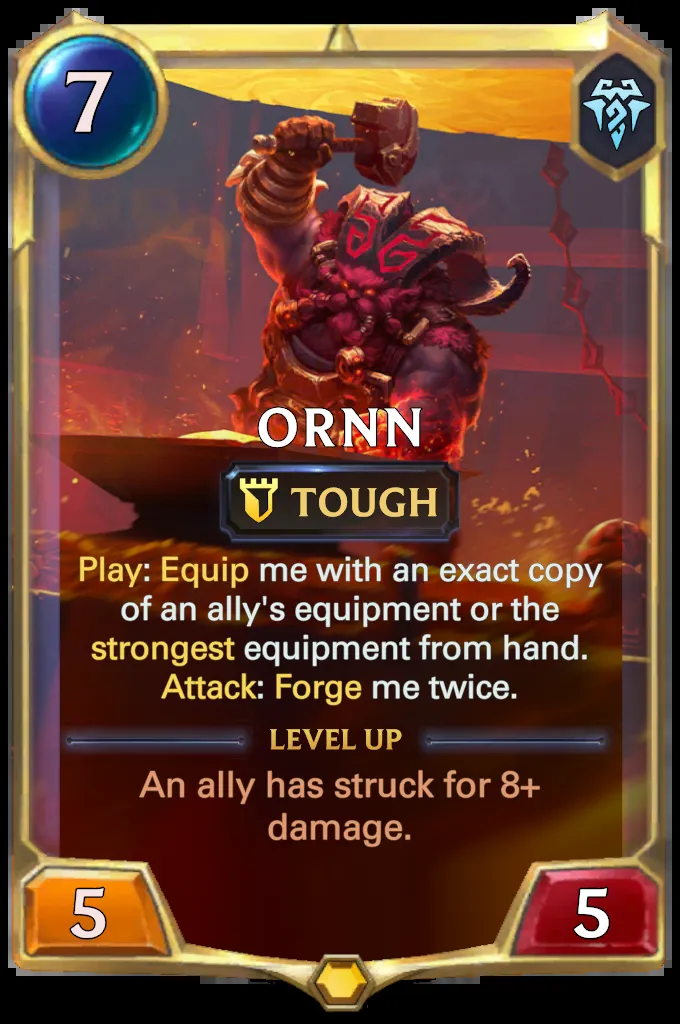 7
ORNN
TOUGH
Play: Equip me with an exact copy
of an ally's equipment or the
strongest equipment from hand.
Attack: Forge me twice.
LEVEL UP
An ally has struck for 8+
damage.
5
5